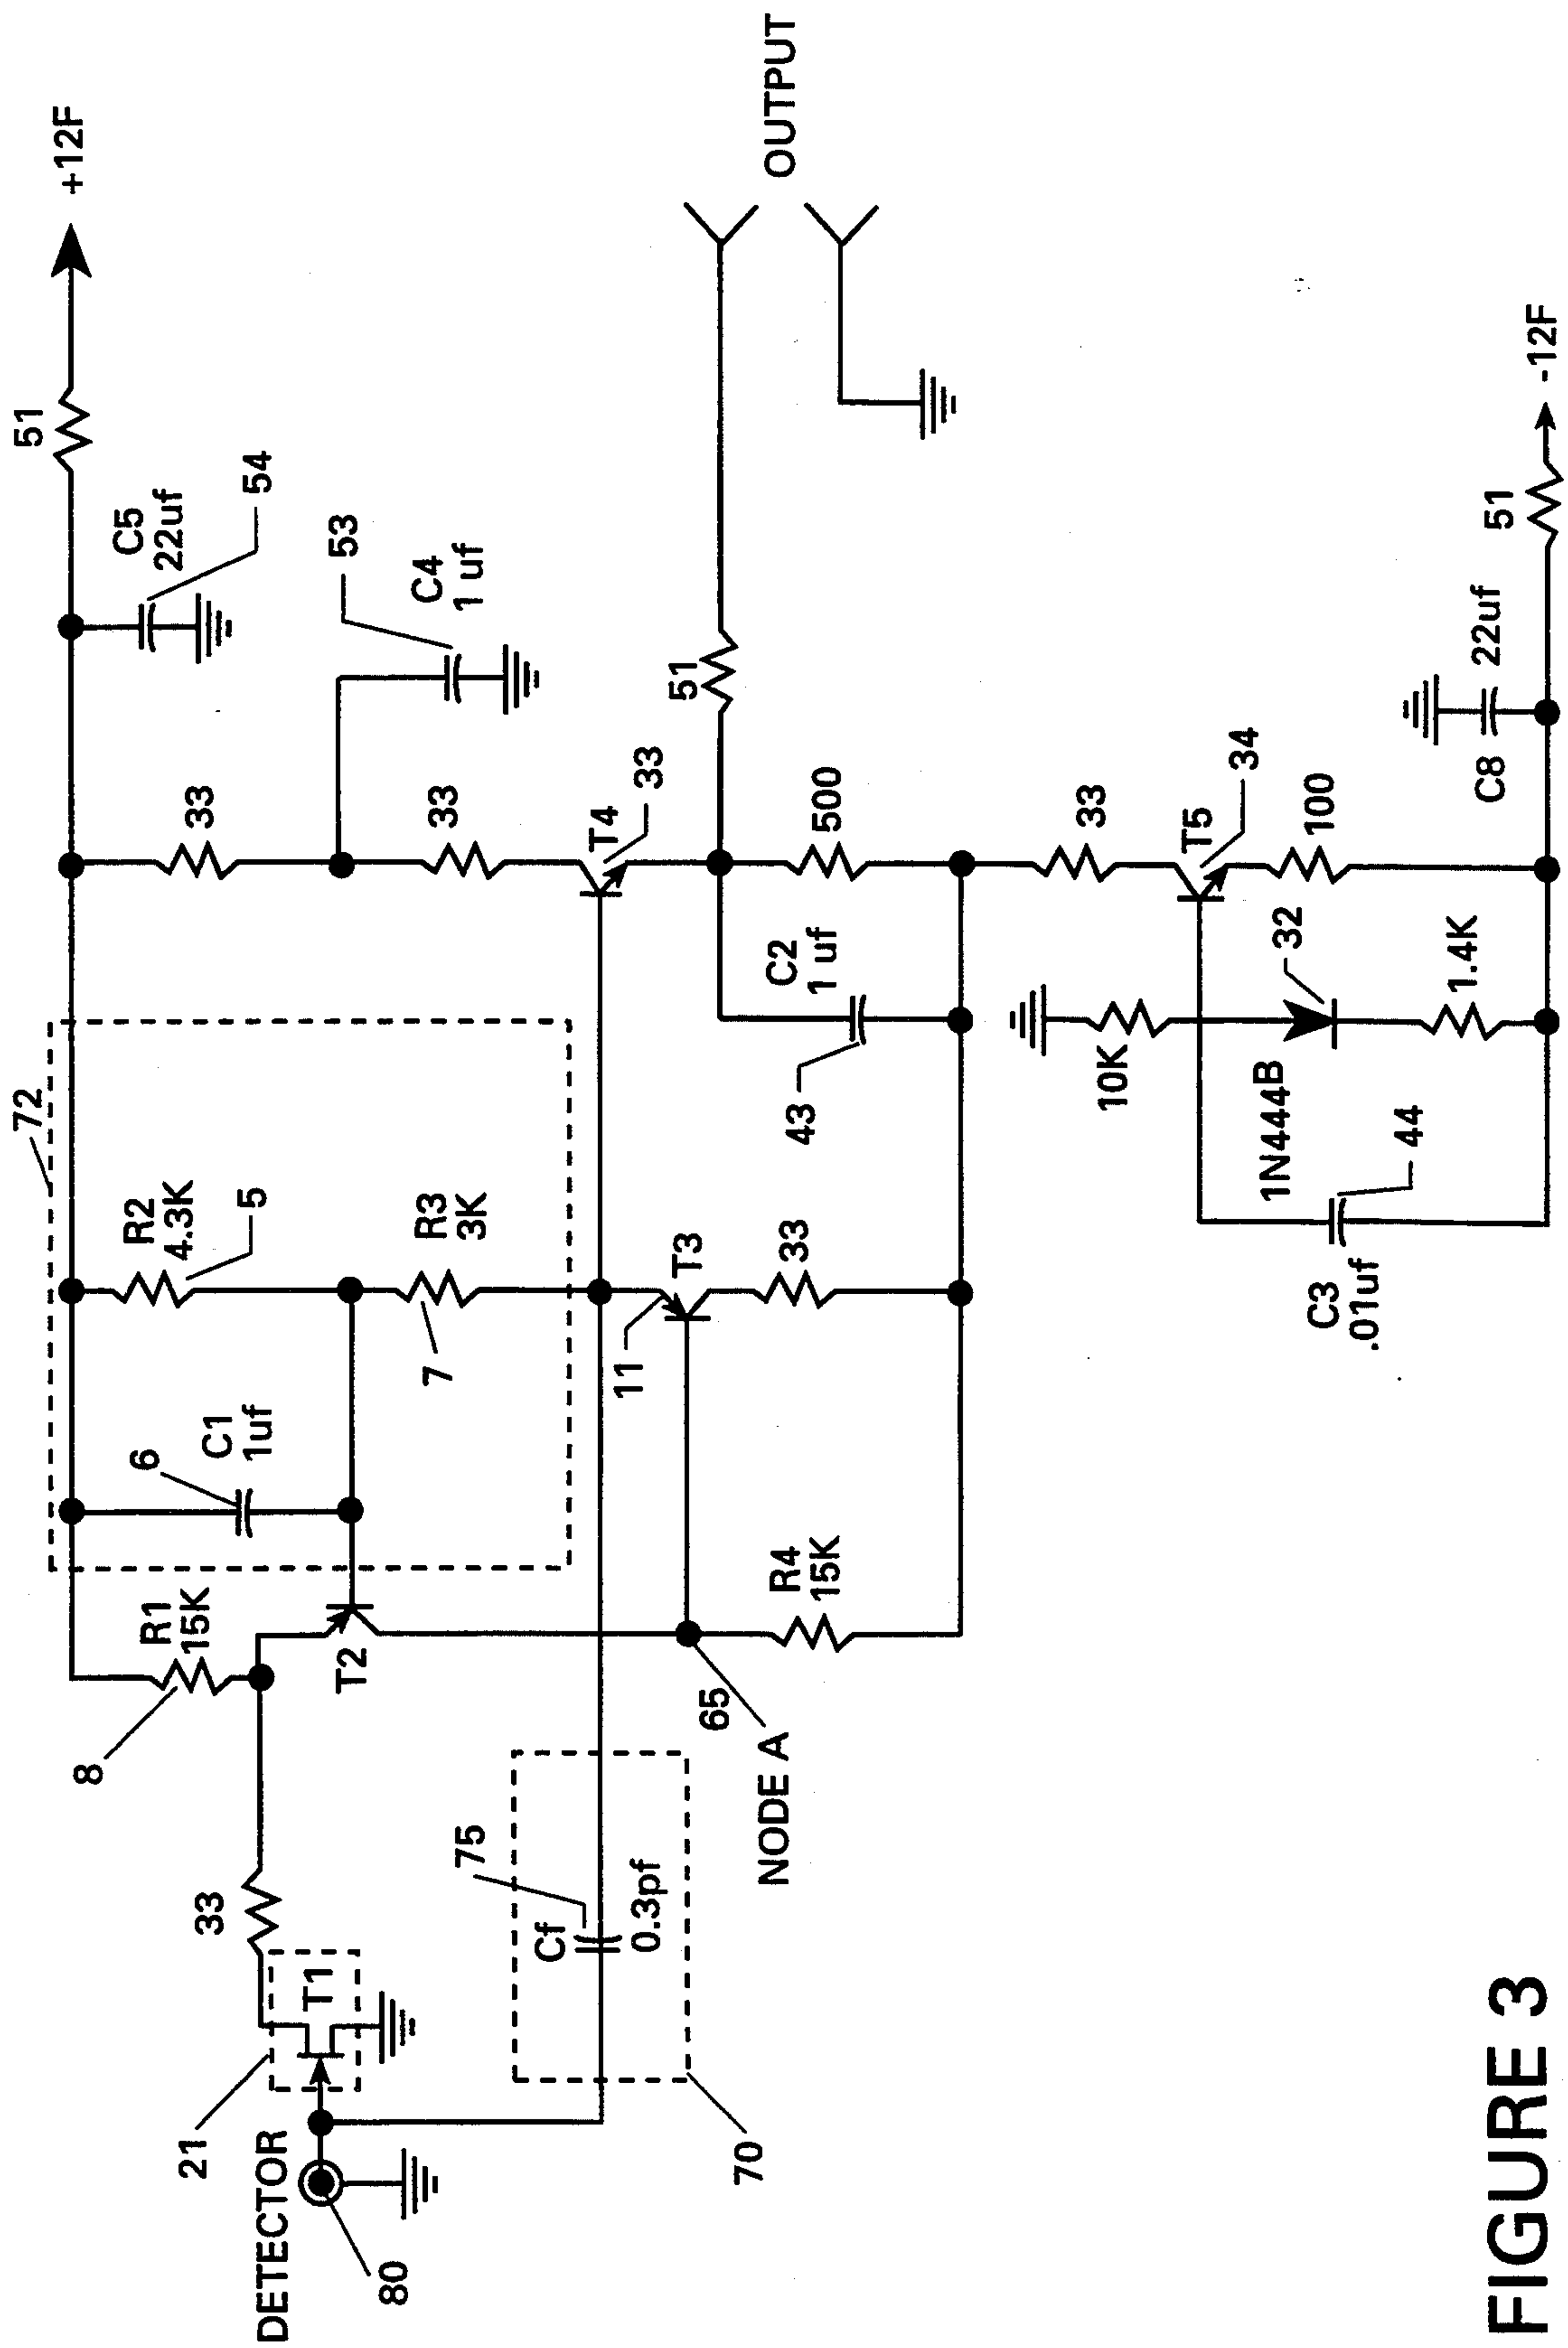 72
R2
4.3K
5
6
C1
1uf
R3
3K
7
51
+12F
C5
22uf
54
33
53
C4
1 uf
33
R1
15K
8
T2
33
T1
21
DETECTOR
80
75
Cf
0.3pf
70
65
NODE A
11
T3
33
R4
15K
T4
33
51
OUTPUT
500
C2
1 uf
43
33
T5
34
100
10K
1N444B
32
1.4K
44
C3
.01uf
C8
22uf
51
-12F
FIGURE 3